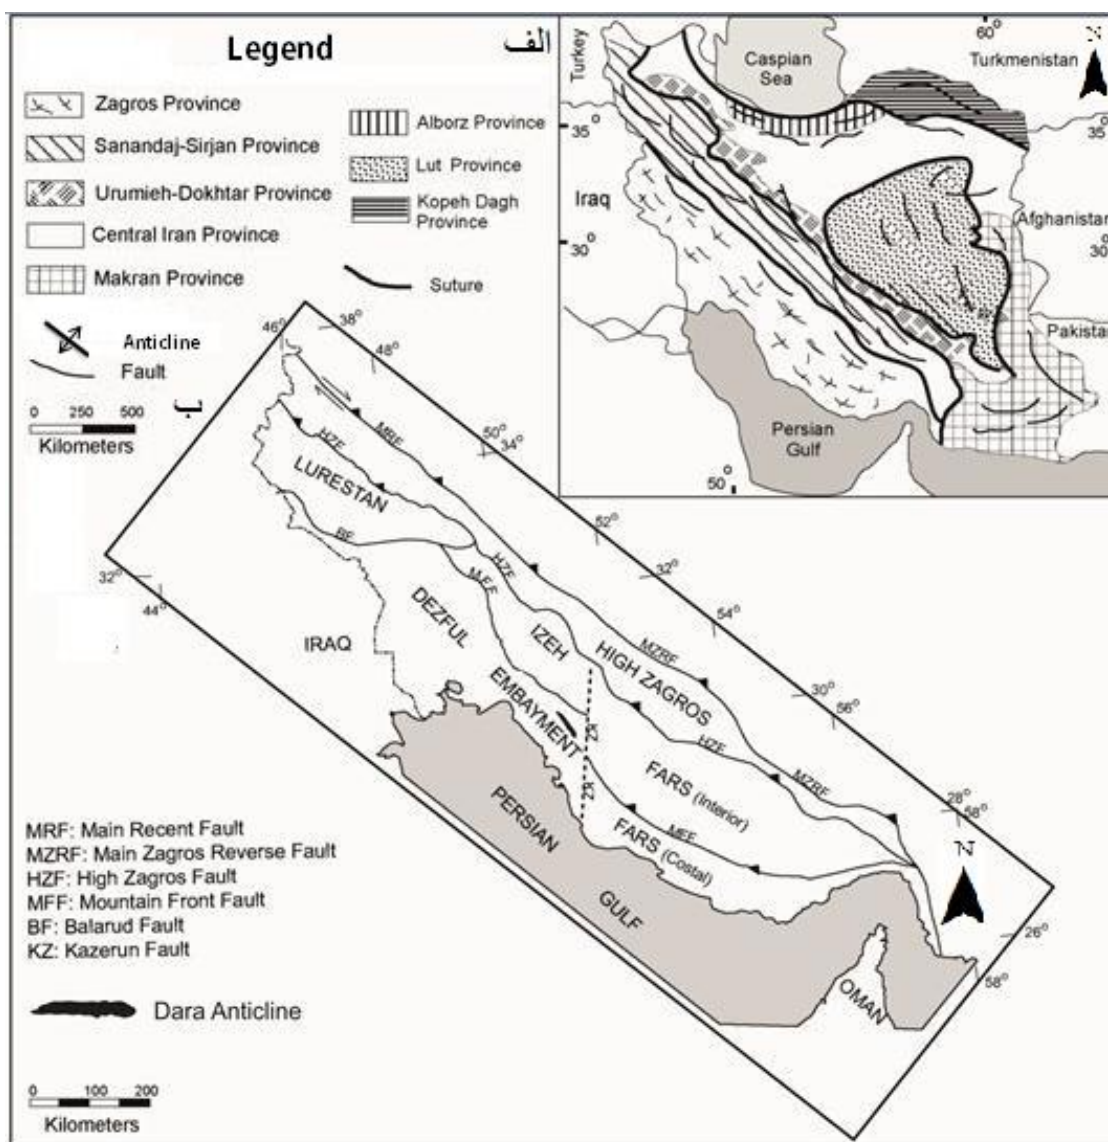 Legend
الف
Zagros Province
Sanandaj-Sirjan Province
Urumieh-Dokhtar Province
Central Iran Province
Makran Province
Alborz Province
Lut Province
Kopeh Dagh
Province
Suture
Anticline
Fault
0 250 500
Kilometers
ب
Turkey
Caspian
Sea
60°
N
Turkmenistan
35°
35°
Iraq
Afghanistan
30°
30°
Pakistan
Persian
Gulf
50°
46°
38°
48°
MRF
50°
34°
HZF
LURESTAN
BF
HZF
52°
32°
MFF
32°
44°
54°
DEZFUL
IZEH
IRAQ
MZRF
HIGH ZAGROS
30°
56°
EMBAYMENT
KZ
HZF
MZRF
FARS (Interior)
KZ
28°
58°
PERSIAN
MFF
FARS (Costal)
N
GULF
26°
58°
OMAN
MRF: Main Recent Fault
MZRF: Main Zagros Reverse Fault
HZF: High Zagros Fault
MFF: Mountain Front Fault
BF: Balarud Fault
KZ: Kazerun Fault
Dara Anticline
0 100 200
Kilometers